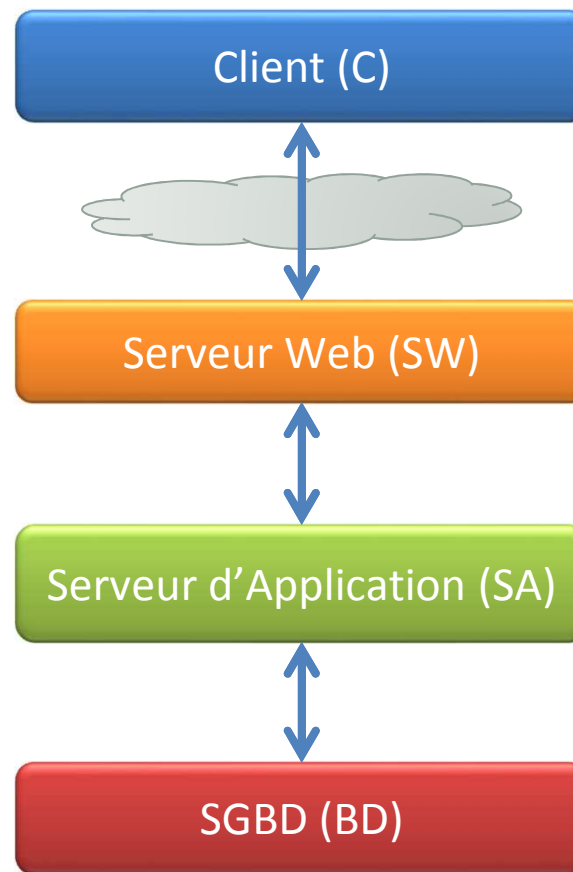 Client (C)
Serveur Web (SW)
Serveur d’Application (SA)
SGBD (BD)